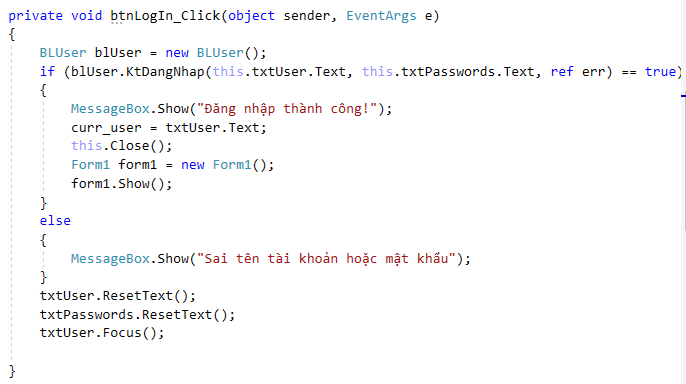 private void btnLogIn_Click(object sender, EventArgs e)
{
    BLUser blUser = new BLUser();
    if (blUser.KtDangNhap(this.txtUser.Text, this.txtPasswords.Text, ref err) == true)
    {
        MessageBox.Show("Đăng nhập thành công!");
        curr_user = txtUser.Text;
        this.Close();
        Form1 form1 = new Form1();
        form1.Show();
    }
    else
    {
        MessageBox.Show("Sai tên tài khoản hoặc mật khẩu");
    }
    txtUser.ResetText();
    txtPasswords.ResetText();
    txtUser.Focus();
}